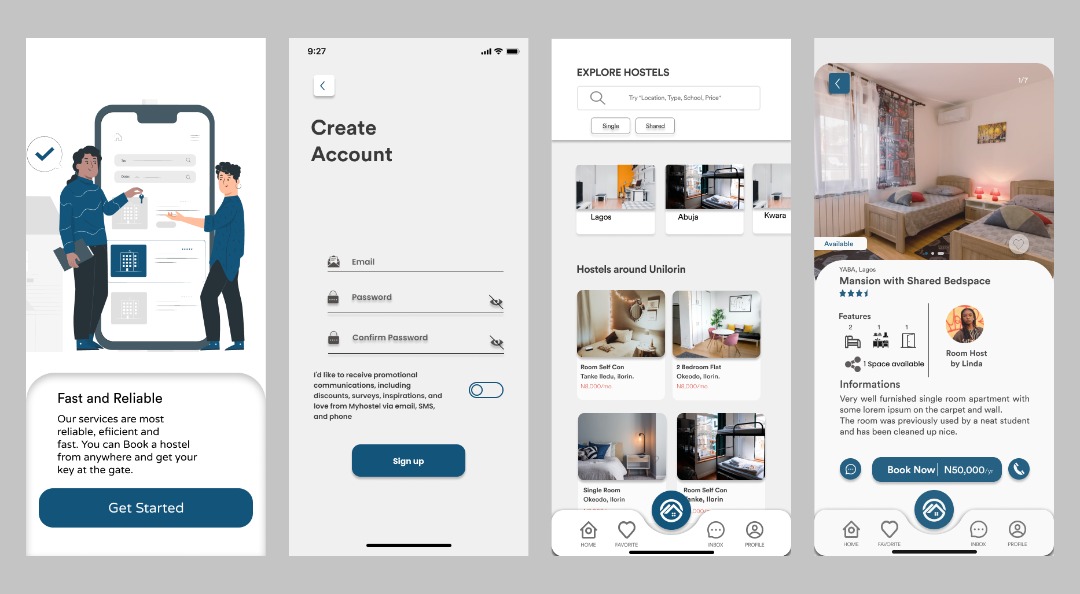 To:
Date:
Fast and Reliable
Our services are most
reliable, efiicient and
fast. You can Book a hostel
from anywhere and get your
key at the gate.
Get Started
9:27
Create
Account
Email
Password
Confirm Password
I'd like to receive promotional
communications, including
discounts, surveys, inspirations, and
love from Myhostel via email, SMS,
and phone
Sign up
EXPLORE HOSTELS
Try "Location, Type, School, Price"
Single
Shared
Lagos
Abuja
Kwara
Hostels around Unilorin
Room Self Con
Tanke Ledu, Ilorin.
N8,000/mo
2 Bedroom Flat
Okeodo, Ilorin.
N8,000/mo
Single Room
Okeodo, Ilorin
Room Self Con
Tanke, Ilorin
HOME
FAVORITE
INBOX
PROFILE
1/7
Available
YABA, Lagos
Mansion with Shared Bedspace
Features
2
1
1
1 Space available
Room Host
by Linda
Informations
Very well furnished single room apartment with
some lorem ipsum on the carpet and wall.
The room was previously used by a neat student
and has been cleaned up nice.
Book Now
N50,000/yr
HOME
FAVORITE
INBOX
PROFILE